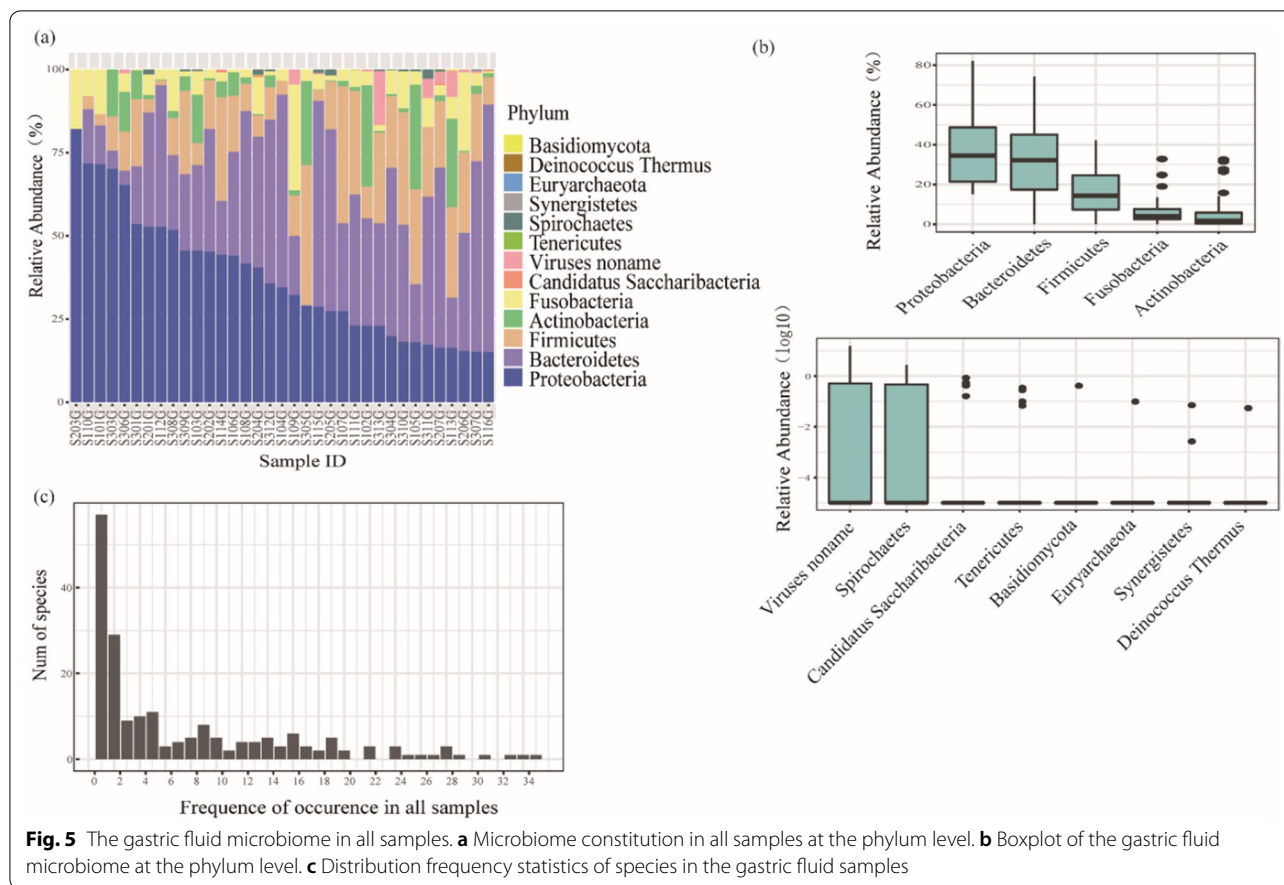 (a)
100
75
50
25
0
Relative Abundance (%)
S203G
S110G
S101G
S303G
S306G
S301G
S201G
S112G
S308G
S309G
S103G
S202G
S114G
S106G
S108G
S204G
S312G
S104G
S109G
S305G
S115G
S205G
S107G
S111G
S102G
S313G
S304G
S310G
S105G
S311G
S207G
S113G
S206G
S307G
S116G
Sample ID
Phylum
Basidiomycota
Deinococcus Thermus
Euryarchaeota
Synergistetes
Spirochaetes
Tenericutes
Viruses noname
Candidatus Saccharibacteria
Fusobacteria
Actinobacteria
Firmicutes
Bacteroidetes
Proteobacteria
(b)
80
60
40
20
0
Relative Abundance (%)
Proteobacteria
Bacteroidetes
Firmicutes
Fusobacteria
Actinobacteria
0
-2
-4
Relative Abundance (log10)
Viruses noname
Spirochaetes
Candidatus Saccharibacteria
Tenericutes
Basidiomycota
Euryarchaeota
Synergistetes
Deinococcus Thermus
(c)
40
20
0
Num of species
0 2 4 6 8 10 12 14 16 18 20 22 24 26 28 30 32 34
Frequence of occurence in all samples
Fig. 5 The gastric fluid microbiome in all samples. a Microbiome constitution in all samples at the phylum level. b Boxplot of the gastric fluid
microbiome at the phylum level. c Distribution frequency statistics of species in the gastric fluid samples